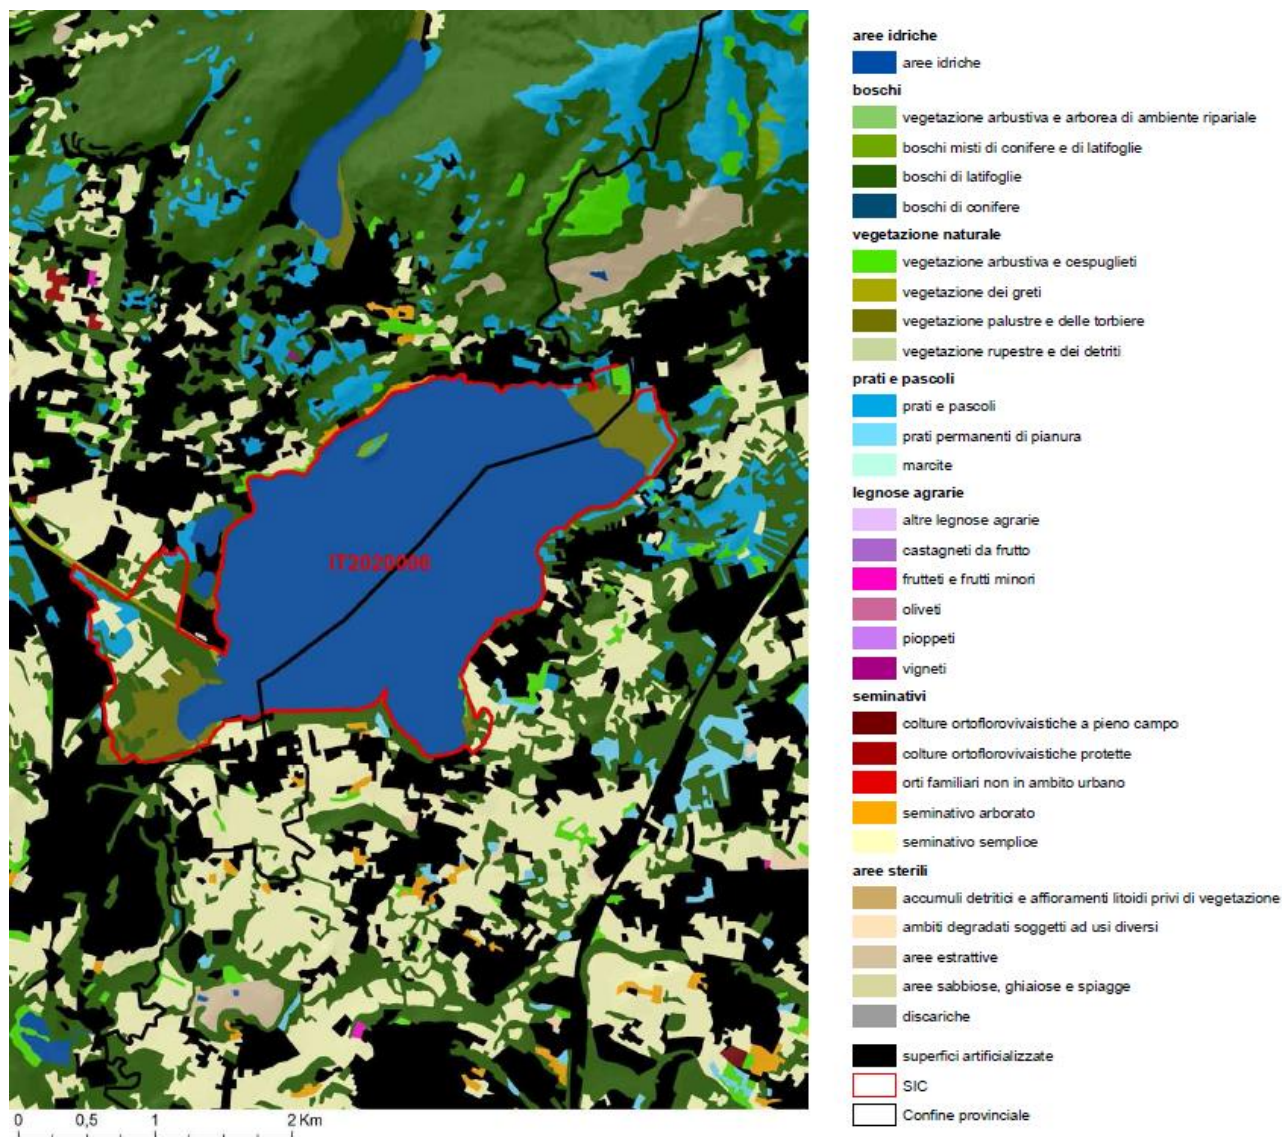 IT2020006
0 0,5 1 2 Km
aree idriche
aree idriche
boschi
vegetazione arbustiva e arborea di ambiente ripariale
boschi misti di conifere e di latifoglie
boschi di latifoglie
boschi di conifere
vegetazione naturale
vegetazione arbustiva e cespuglieti
vegetazione dei greti
vegetazione palustre e delle torbiere
vegetazione rupestre e dei detriti
prati e pascoli
prati e pascoli
prati permanenti di pianura
marcite
legnose agrarie
altre legnose agrarie
castagneti da frutto
frutteti e frutti minori
oliveti
pioppeti
vigneti
seminativi
colture ortoflorovivaistiche a pieno campo
colture ortoflorovivaistiche protette
orti familiari non in ambito urbano
seminativo arborato
seminativo semplice
aree sterili
accumuli detritici e affioramenti litoidi privi di vegetazione
ambiti degradati soggetti ad usi diversi
aree estrattive
aree sabbiose, ghiaiose e spiagge
discariche
superfici artificializzate
SIC
Confine provinciale